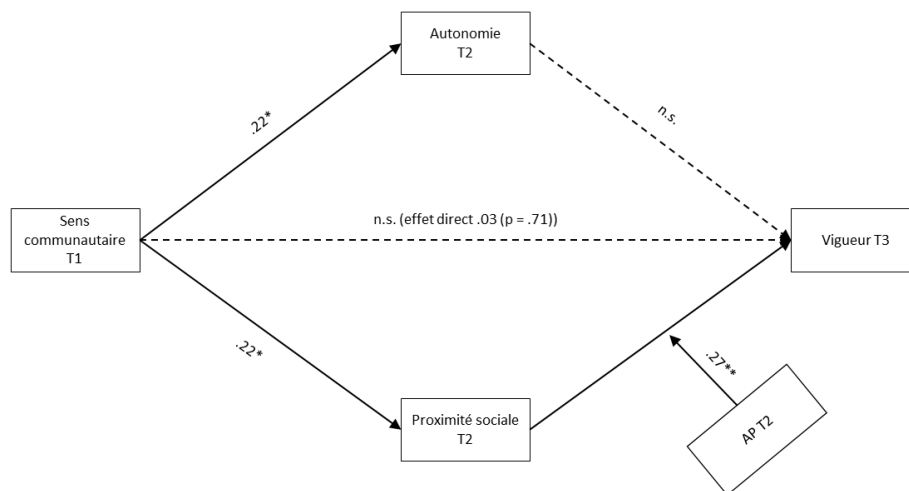 Autonomie
T2
.22*
n.s.
Sens
communautaire
T1
n.s. (effet direct .03 (p = .71))
Vigueur T3
.22*
.27**
Proximité sociale
T2
AP T2